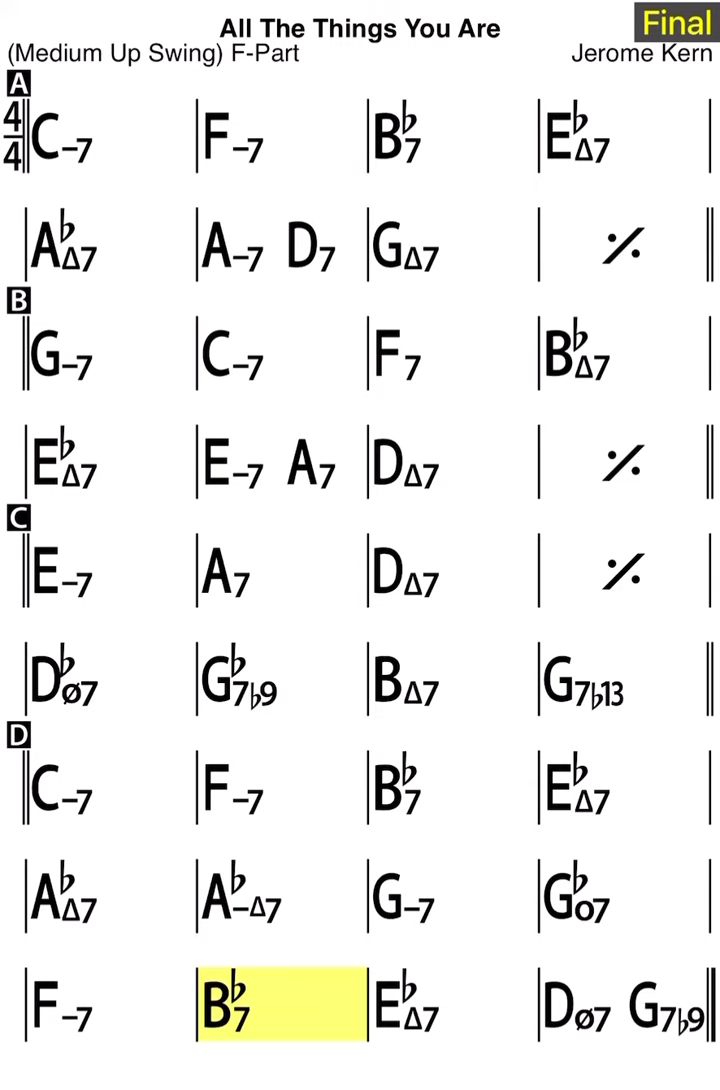 All The Things You Are
Final
(Medium Up Swing) F-Part
Jerome Kern
A
4/4 C–7 F–7 B♭7 E♭Δ7
A♭Δ7 A–7 D7 GΔ7 𝄎
B
G–7 C–7 F7 B♭Δ7
E♭Δ7 E–7 A7 DΔ7 𝄎
C
E–7 A7 DΔ7 𝄎
D♭ø7 G♭7♭9 BΔ7 G7♭13
D
C–7 F–7 B♭7 E♭Δ7
A♭Δ7 A♭–Δ7 G–7 G♭o7
F–7 B♭7 E♭Δ7 Dø7 G7♭9